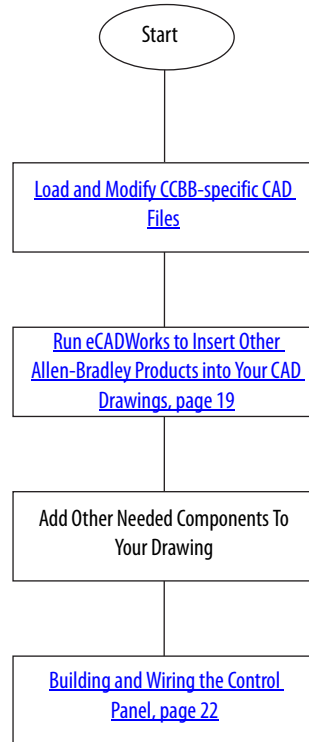 Start
Load and Modify CCBB-specific CAD
Files
Run eCADWorks to Insert Other
Allen-Bradley Products into Your CAD
Drawings, page 19
Add Other Needed Components To
Your Drawing
Building and Wiring the Control
Panel, page 22